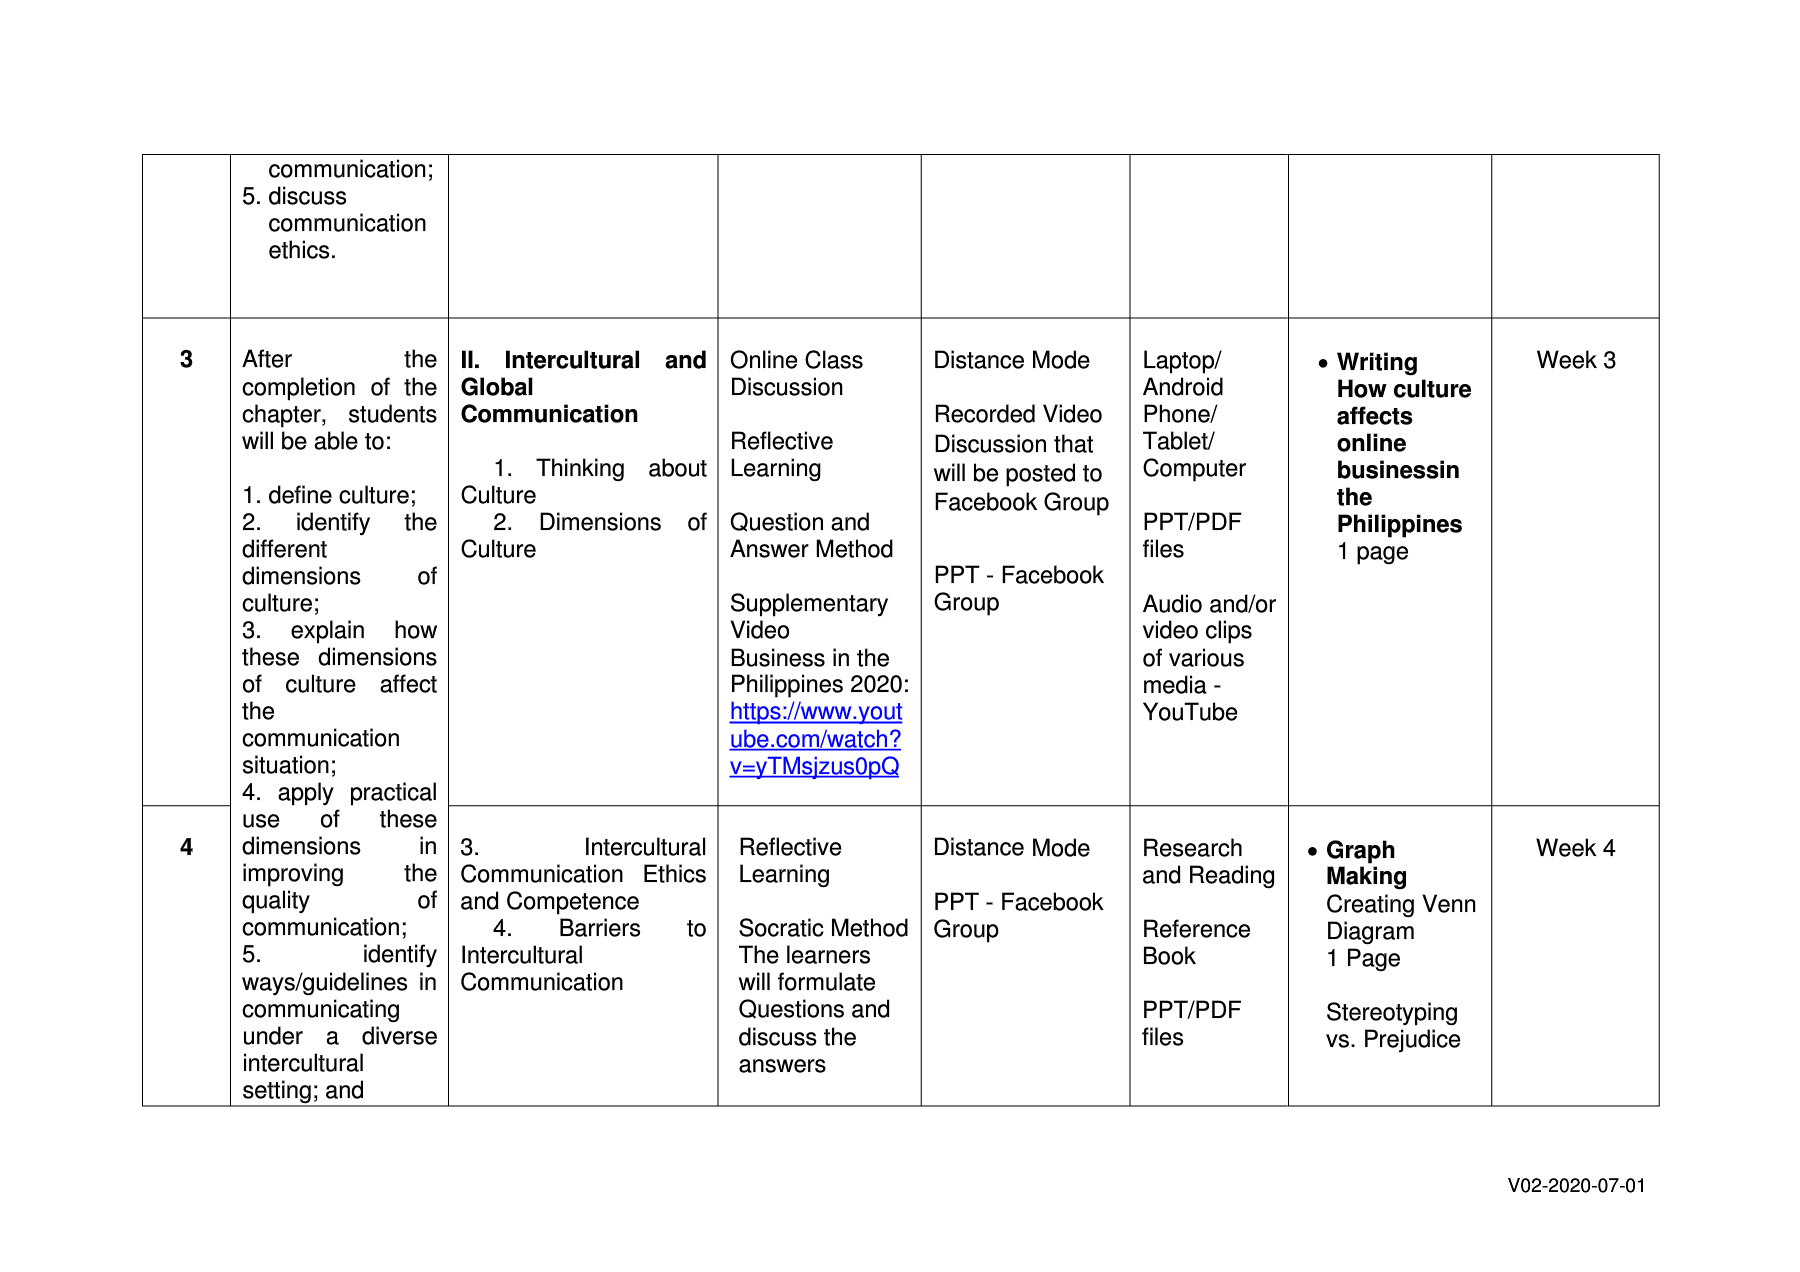 communication;
5. discuss
communication
ethics.
3
After the
completion of the
chapter, students
will be able to:
1. define culture;
2. identify the
different
dimensions of
culture;
3. explain how
these dimensions
of culture affect
the
communication
situation;
4. apply practical
use of these
dimensions in
improving the
quality of
communication;
5. identify
ways/guidelines in
communicating
under a diverse
intercultural
setting; and
II. Intercultural and
Global
Communication
1. Thinking about
Culture
2. Dimensions of
Culture
Online Class
Discussion
Reflective
Learning
Question and
Answer Method
Supplementary
Video
Business in the
Philippines 2020:
https://www.yout
ube.com/watch?
v=yTMsjzus0pQ
Distance Mode
Recorded Video
Discussion that
will be posted to
Facebook Group
PPT - Facebook
Group
Laptop/
Android
Phone/
Tablet/
Computer
PPT/PDF
files
Audio and/or
video clips
of various
media -
YouTube
• Writing
How culture
affects
online
businessin
the
Philippines
1 page
Week 3
4
3. Intercultural
Communication Ethics
and Competence
4. Barriers to
Intercultural
Communication
Reflective
Learning
Socratic Method
The learners
will formulate
Questions and
discuss the
answers
Distance Mode
PPT - Facebook
Group
Research
and Reading
Reference
Book
PPT/PDF
files
• Graph
Making
Creating Venn
Diagram
1 Page
Stereotyping
vs. Prejudice
Week 4
V02-2020-07-01